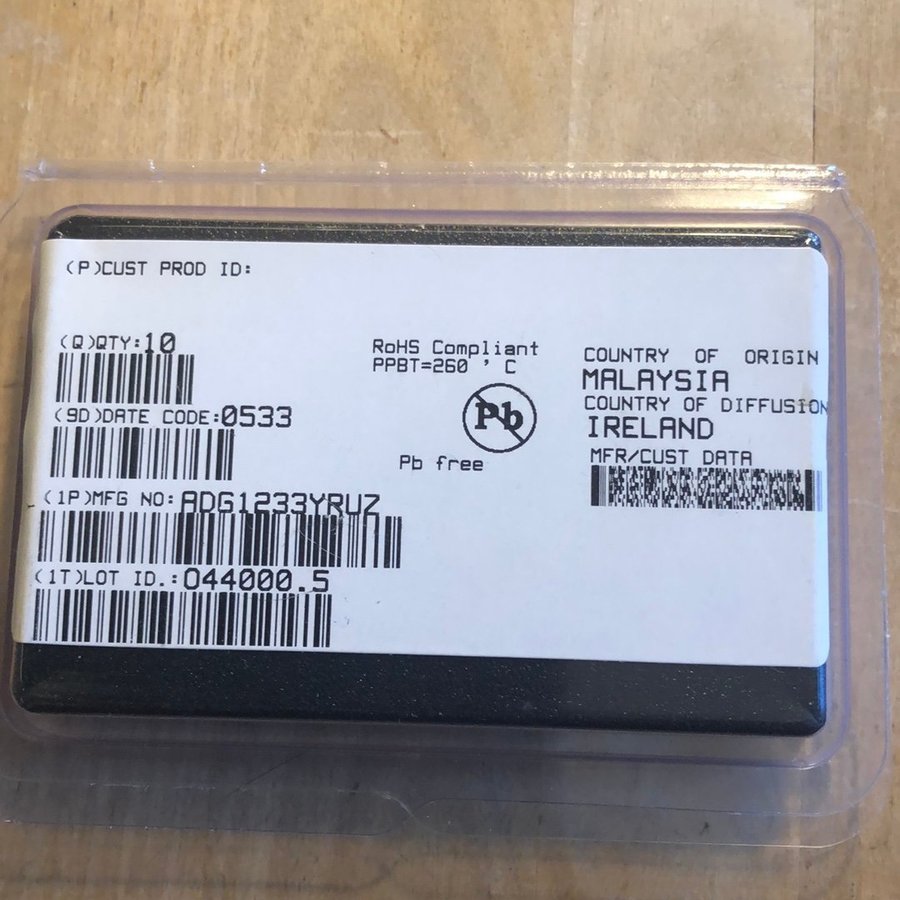 (P)CUST PROD ID:
(Q)QTY:10
(9D)DATE CODE:0533
(1P)MFG NO:ADG1233YRUZ
(1T)LOT ID.:O44000.5
RoHS Compliant
PPBT=260 ' C
Pb
Pb free
COUNTRY OF ORIGIN
MALAYSIA
COUNTRY OF DIFFUSION
IRELAND
MFR/CUST DATA